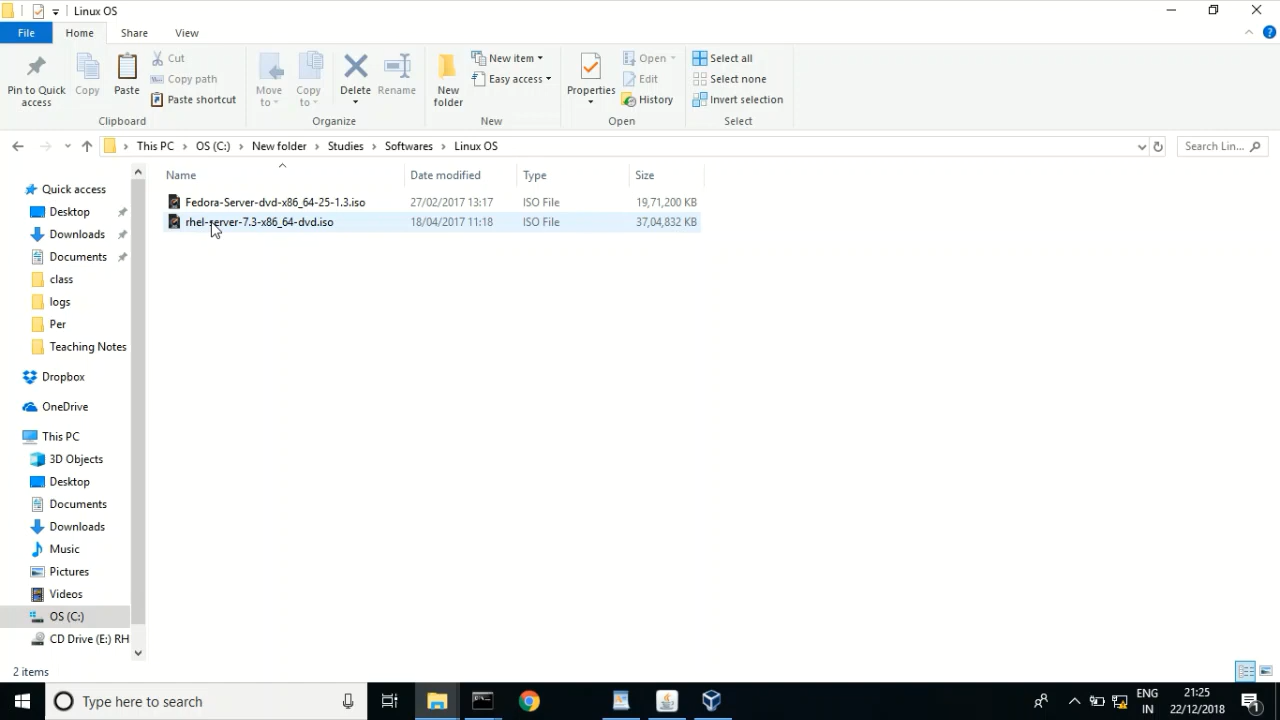 Linux OS
File Home Share View
Pin to Quick access
Copy
Paste
Cut
Copy path
Paste shortcut
Clipboard
Move to
Copy to
Delete
Rename
Organize
New folder
New item
Easy access
New
Properties
Open
Edit
History
Open
Select all
Select none
Invert selection
Select
This PC OS (C:) New folder Studies Softwares Linux OS
Search Lin...
Name Date modified Type Size
Fedora-Server-dvd-x86_64-25-1.3.iso 27/02/2017 13:17 ISO File 19,71,200 KB
rhel-server-7.3-x86_64-dvd.iso 18/04/2017 11:18 ISO File 37,04,832 KB
Quick access
Desktop
Downloads
Documents
class
logs
Per
Teaching Notes
Dropbox
OneDrive
This PC
3D Objects
Desktop
Documents
Downloads
Music
Pictures
Videos
OS (C:)
CD Drive (E:) RH
2 items
Type here to search
ENG
IN
21:25
22/12/2018
1